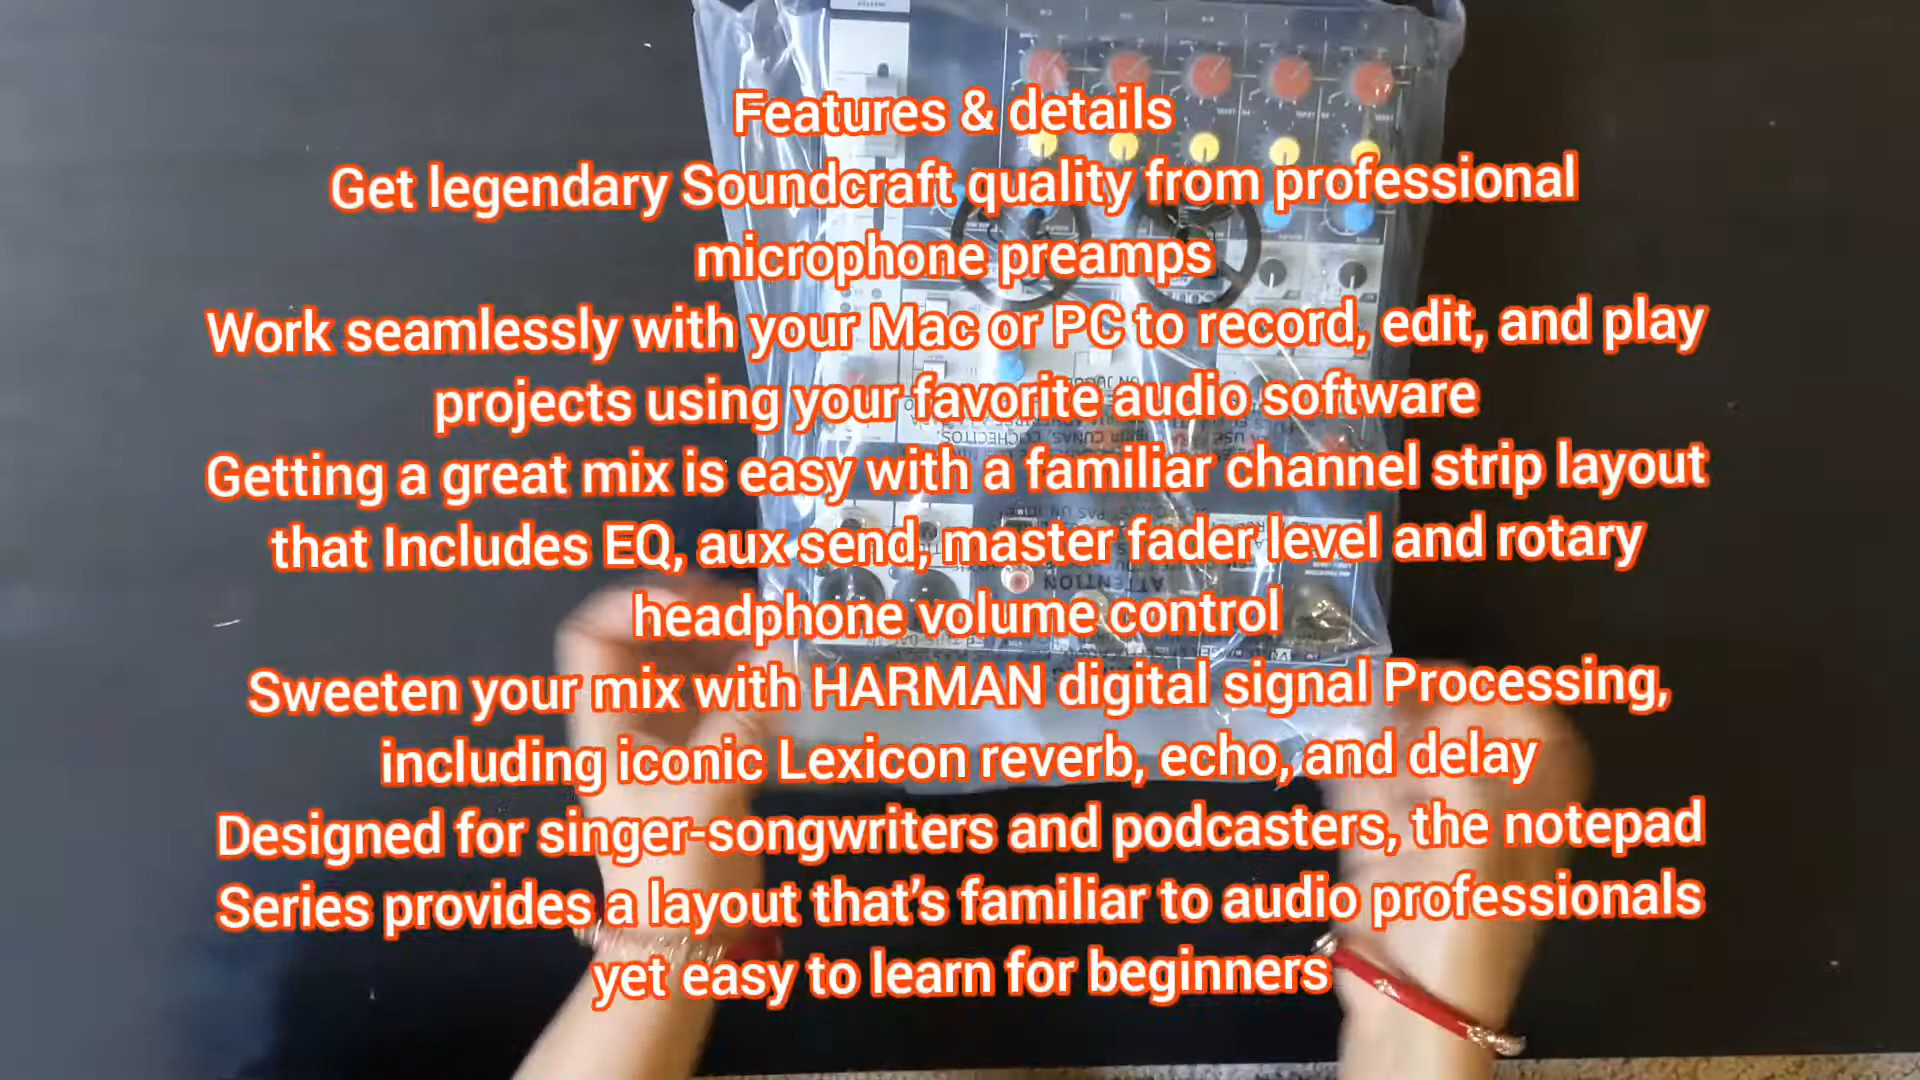 Features & details
Get legendary Soundcraft quality from professional
microphone preamps
Work seamlessly with your Mac or PC to record, edit, and play
projects using your favorite audio software
Getting a great mix is easy with a familiar channel strip layout
that Includes EQ, aux send, master fader level and rotary
headphone volume control
Sweeten your mix with HARMAN digital signal Processing,
including iconic Lexicon reverb, echo, and delay
Designed for singer-songwriters and podcasters, the notepad
Series provides a layout that's familiar to audio professionals
yet easy to learn for beginners
ATTENTION